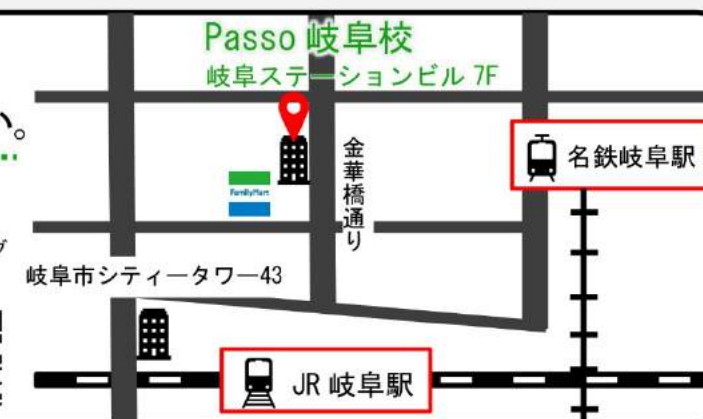 Passo 岐阜校
岐阜ステーションビル 7F
い。
金華橋通り
名鉄岐阜駅
FamilyMart
岐阜市シティータワー43
JR 岐阜駅